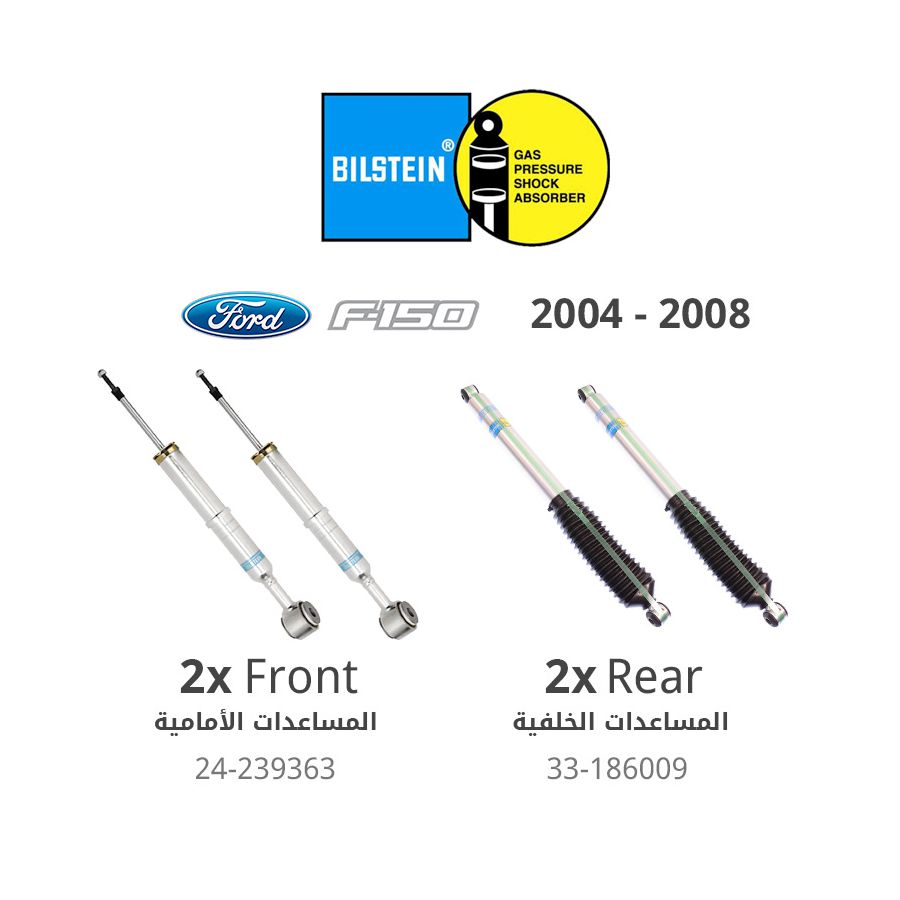 BILSTEIN®
GAS
PRESSURE
SHOCK
ABSORBER
Ford F-150 2004 - 2008
2x Front
المساعدات الأمامية
24-239363
2x Rear
المساعدات الخلفية
33-186009